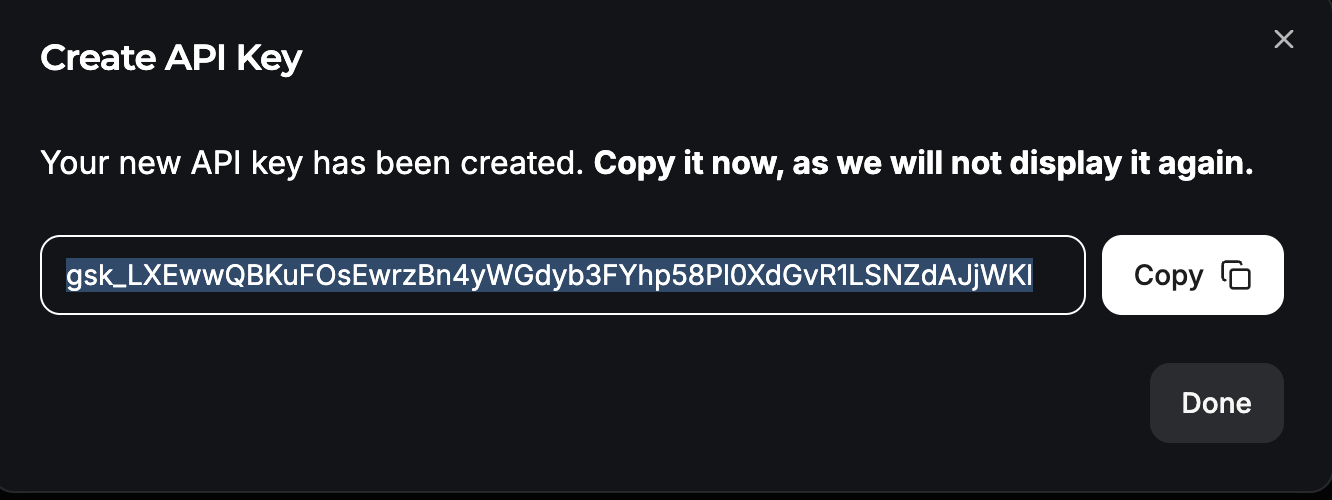 Create API Key
Your new API key has been created. Copy it now, as we will not display it again.
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
Copy
Done